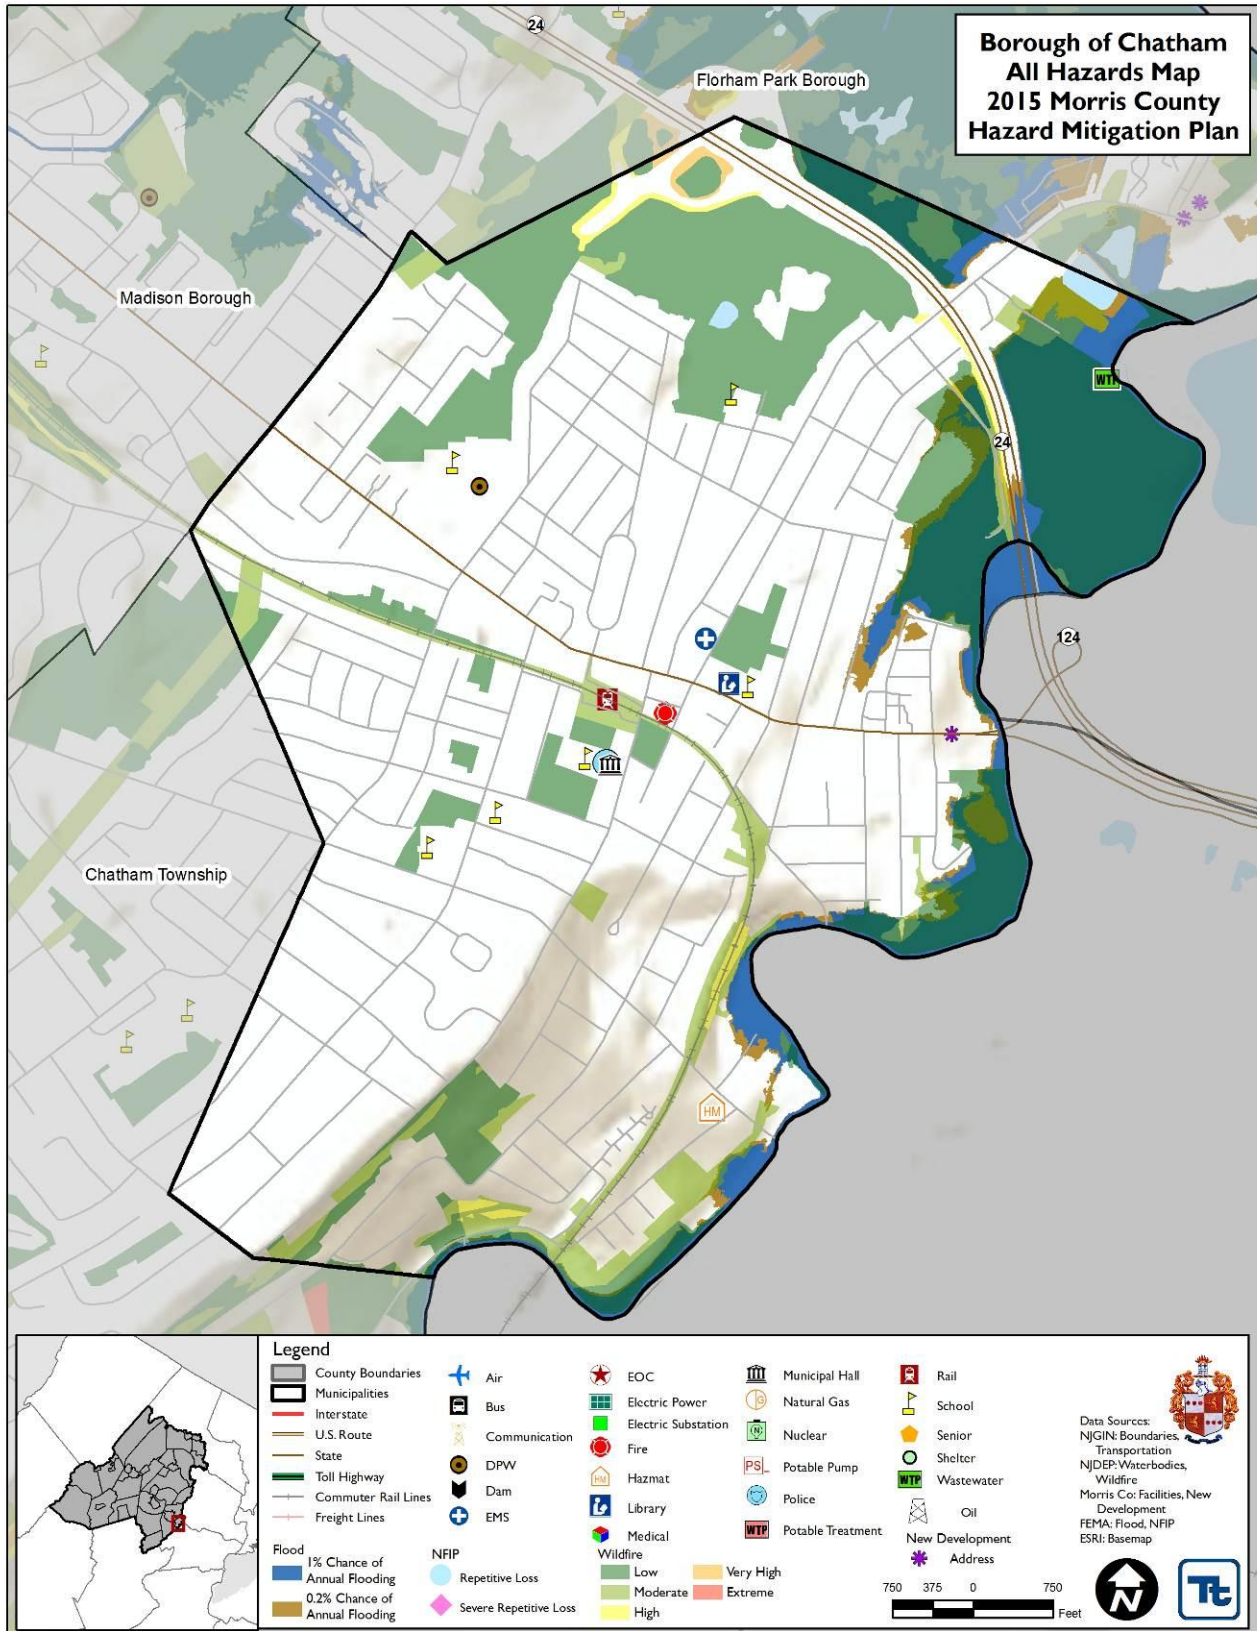 Borough of Chatham
All Hazards Map
2015 Morris County
Hazard Mitigation Plan
24
Florham Park Borough
Madison Borough
WTP
24
124
Chatham Township
HM
Legend
County Boundaries
Municipalities
Interstate
U.S. Route
State
Toll Highway
Commuter Rail Lines
Freight Lines
Air
Bus
Communication
DPW
Dam
EMS
EOC
Electric Power
Electric Substation
Fire
HM Hazmat
Library
Medical
Municipal Hall
G Natural Gas
N Nuclear
PS Potable Pump
Police
WTP Potable Treatment
Rail
School
Senior
Shelter
WTP Wastewater
Oil
New Development
Address
Flood
1% Chance of
Annual Flooding
0.2% Chance of
Annual Flooding
NFIP
Repetitive Loss
Severe Repetitive Loss
Wildfire
Low
Moderate
High
Very High
Extreme
750 375 0 750
Feet
Data Sources:
NJGIN: Boundaries,
Transportation
NJDEP: Waterbodies,
Wildfire
Morris Co: Facilities, New
Development
FEMA: Flood, NFIP
ESRI: Basemap
N
Tt